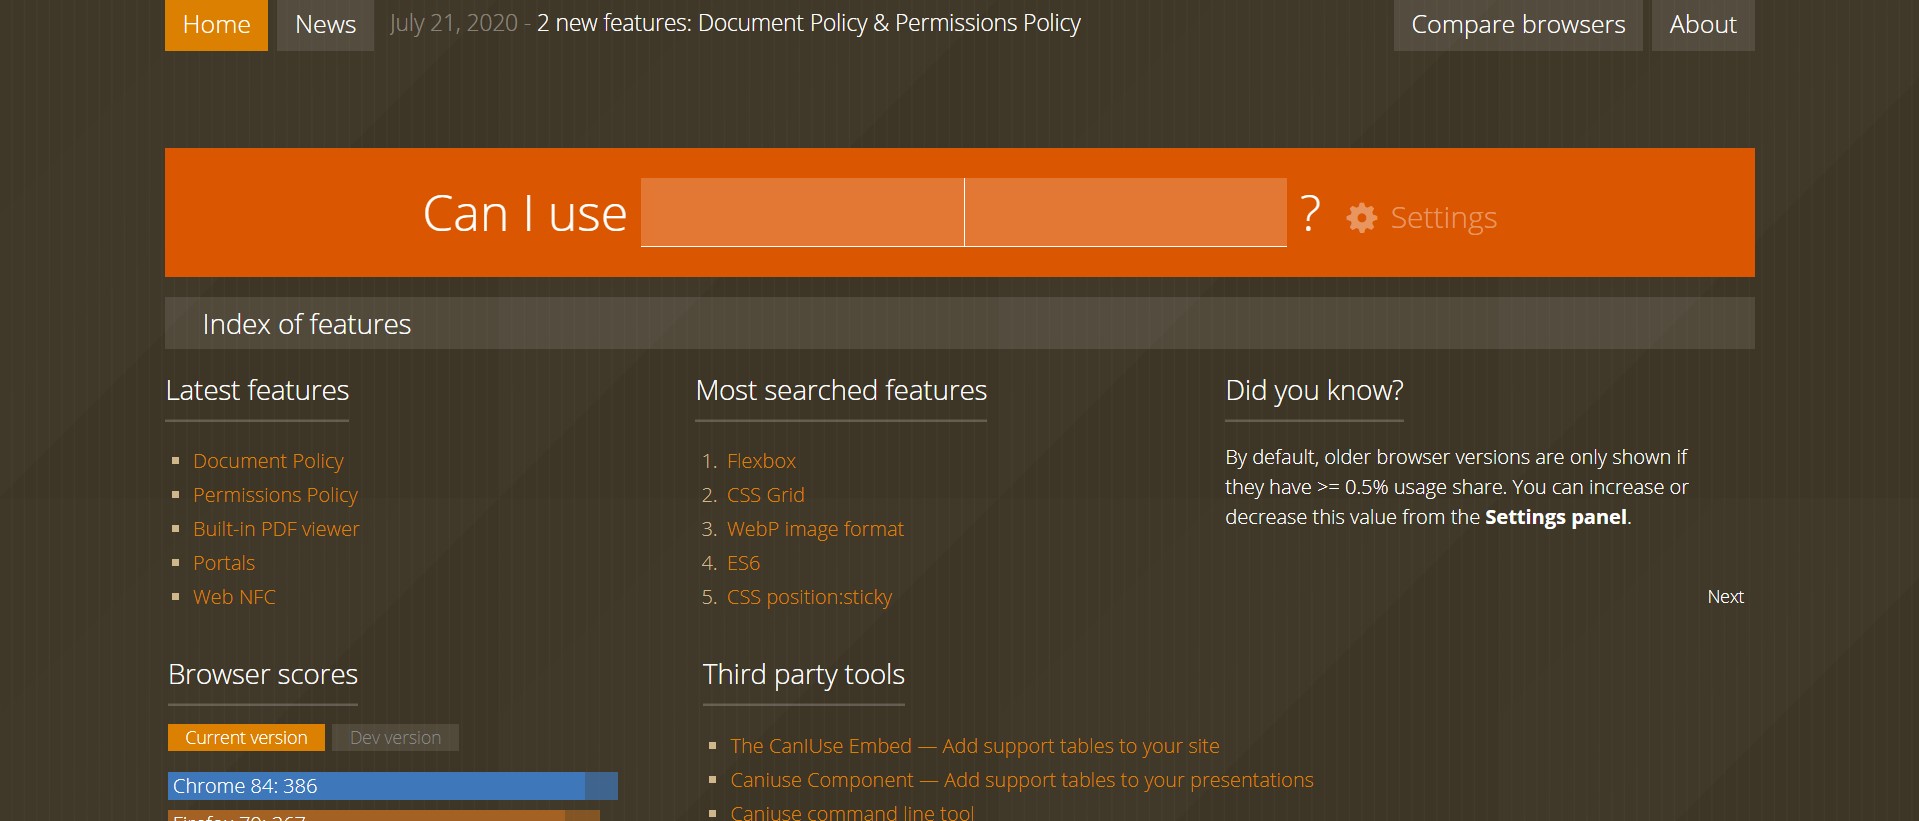 Home News July 21, 2020 - 2 new features: Document Policy & Permissions Policy Compare browsers About
Can I use ? Settings
Index of features
Latest features
Document Policy
Permissions Policy
Built-in PDF viewer
Portals
Web NFC
Most searched features
1. Flexbox
2. CSS Grid
3. WebP image format
4. ES6
5. CSS position:sticky
Did you know?
By default, older browser versions are only shown if
they have >= 0.5% usage share. You can increase or
decrease this value from the Settings panel.
Next
Browser scores
Current version Dev version
Chrome 84: 386
Third party tools
The CanIUse Embed — Add support tables to your site
Caniuse Component — Add support tables to your presentations
Caniuse command line tool